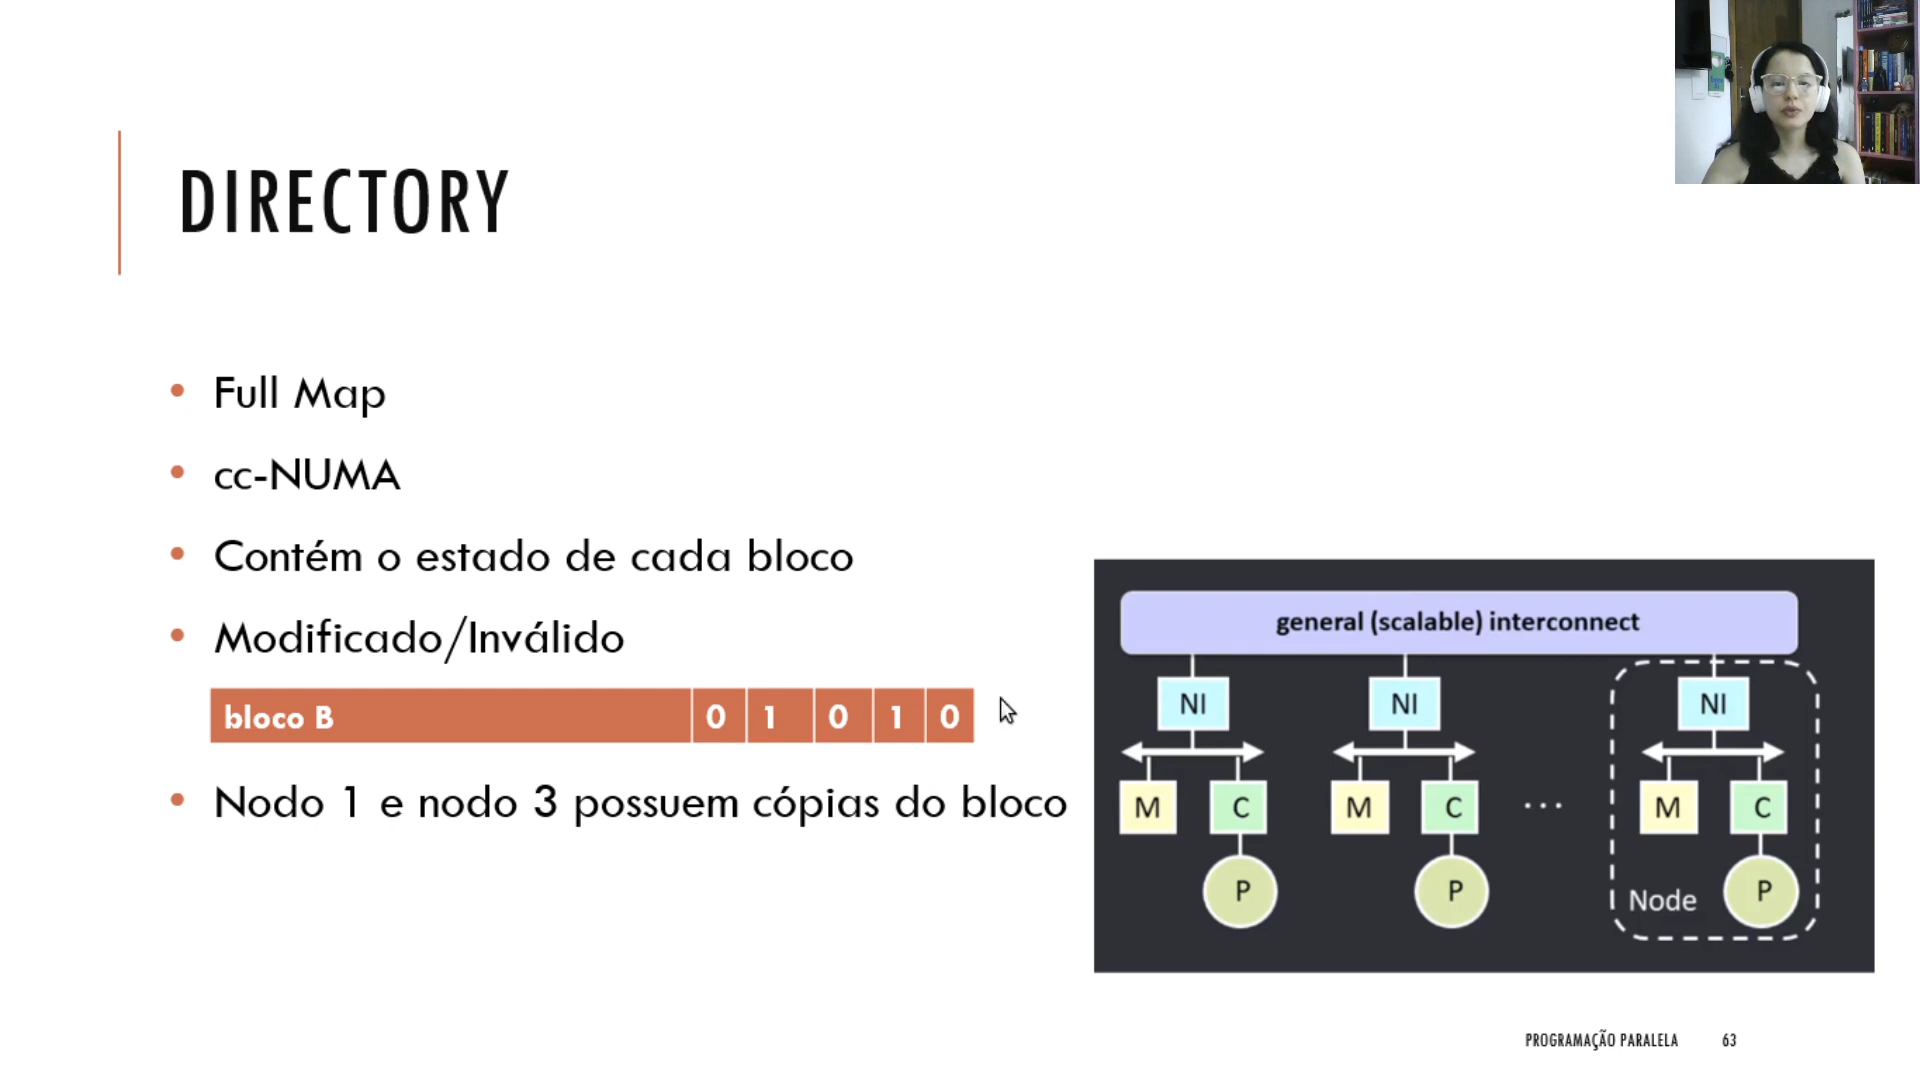 DIRECTORY
Full Map
cc-NUMA
Contém o estado de cada bloco
Modificado/Inválido
bloco B 0 1 0 1 0
Nodo 1 e nodo 3 possuem cópias do bloco
general (scalable) interconnect
NI NI NI
M C M C ... M C
P P Node P
PROGRAMAÇÃO PARALELA 63